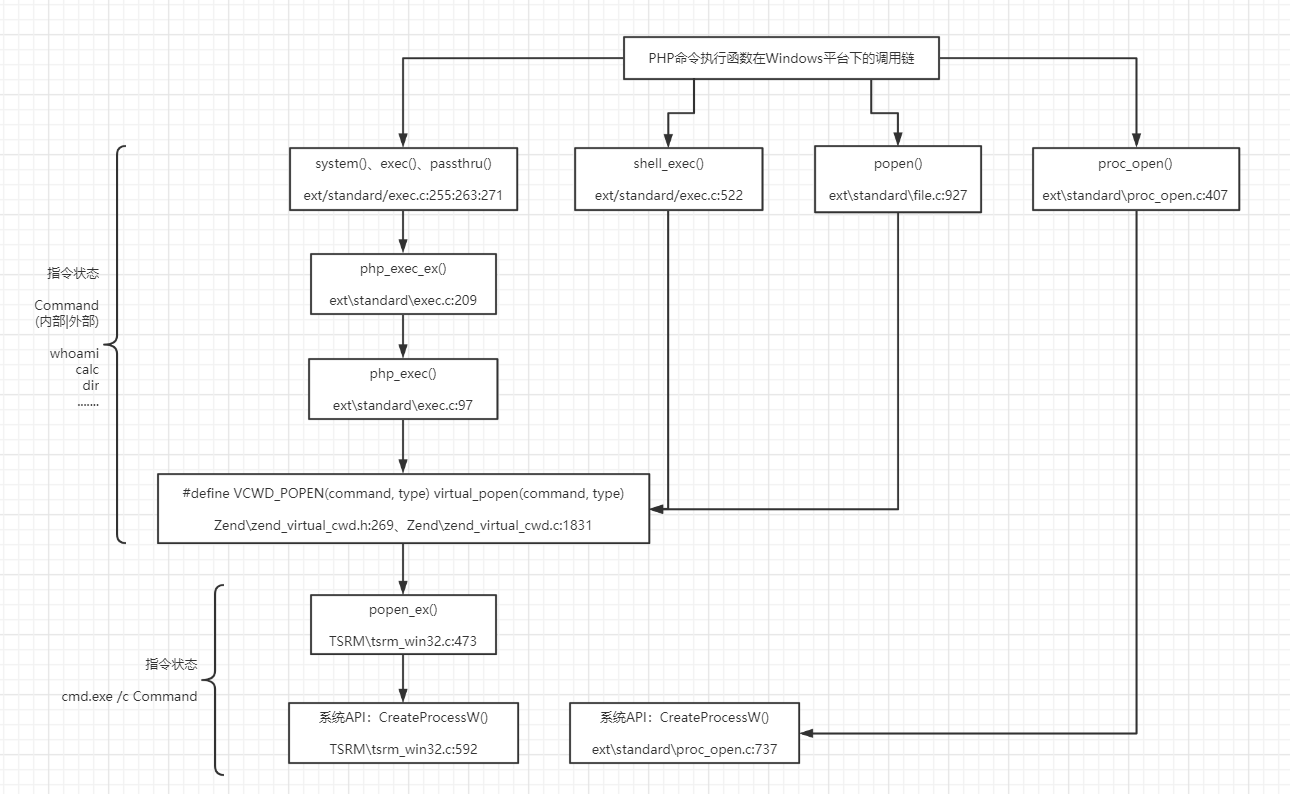 PHP命令执行函数在Windows平台下的调用链
system()、exec()、passthru()
ext/standard/exec.c:255:263:271
shell_exec()
ext/standard/exec.c:522
popen()
ext\standard\file.c:927
proc_open()
ext\standard\proc_open.c:407
php_exec_ex()
ext\standard\exec.c:209
指令状态
Command
(内部|外部)
whoami
calc
dir
.......
php_exec()
ext\standard\exec.c:97
#define VCWD_POPEN(command, type) virtual_popen(command, type)
Zend\zend_virtual_cwd.h:269、Zend\zend_virtual_cwd.c:1831
popen_ex()
TSRM\tsrm_win32.c:473
指令状态
cmd.exe /c Command
系统API：CreateProcessW()
TSRM\tsrm_win32.c:592
系统API：CreateProcessW()
ext\standard\proc_open.c:737